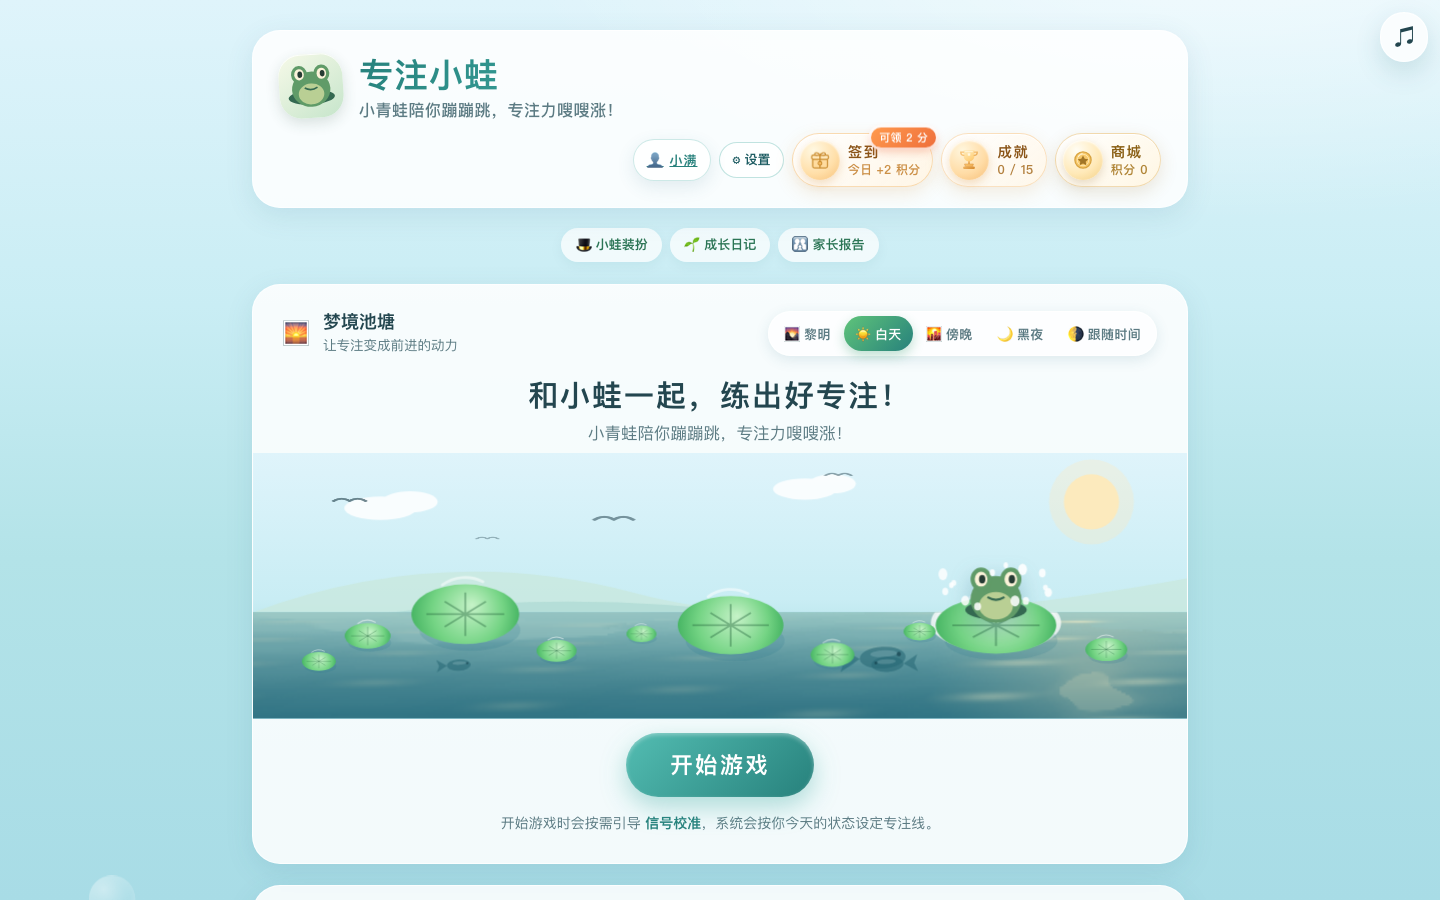 专注小蛙
小青蛙陪你蹦蹦跳，专注力嗖嗖涨！
小满
设置
签到
可领 2 分
今日 +2 积分
成就
0 / 15
商城
积分 0
小蛙装扮
成长日记
家长报告
梦境池塘
让专注变成前进的动力
黎明
白天
傍晚
黑夜
跟随时间
和小蛙一起，练出好专注！
小青蛙陪你蹦蹦跳，专注力嗖嗖涨！
开始游戏
开始游戏时会按需引导 信号校准，系统会按你今天的状态设定专注线。